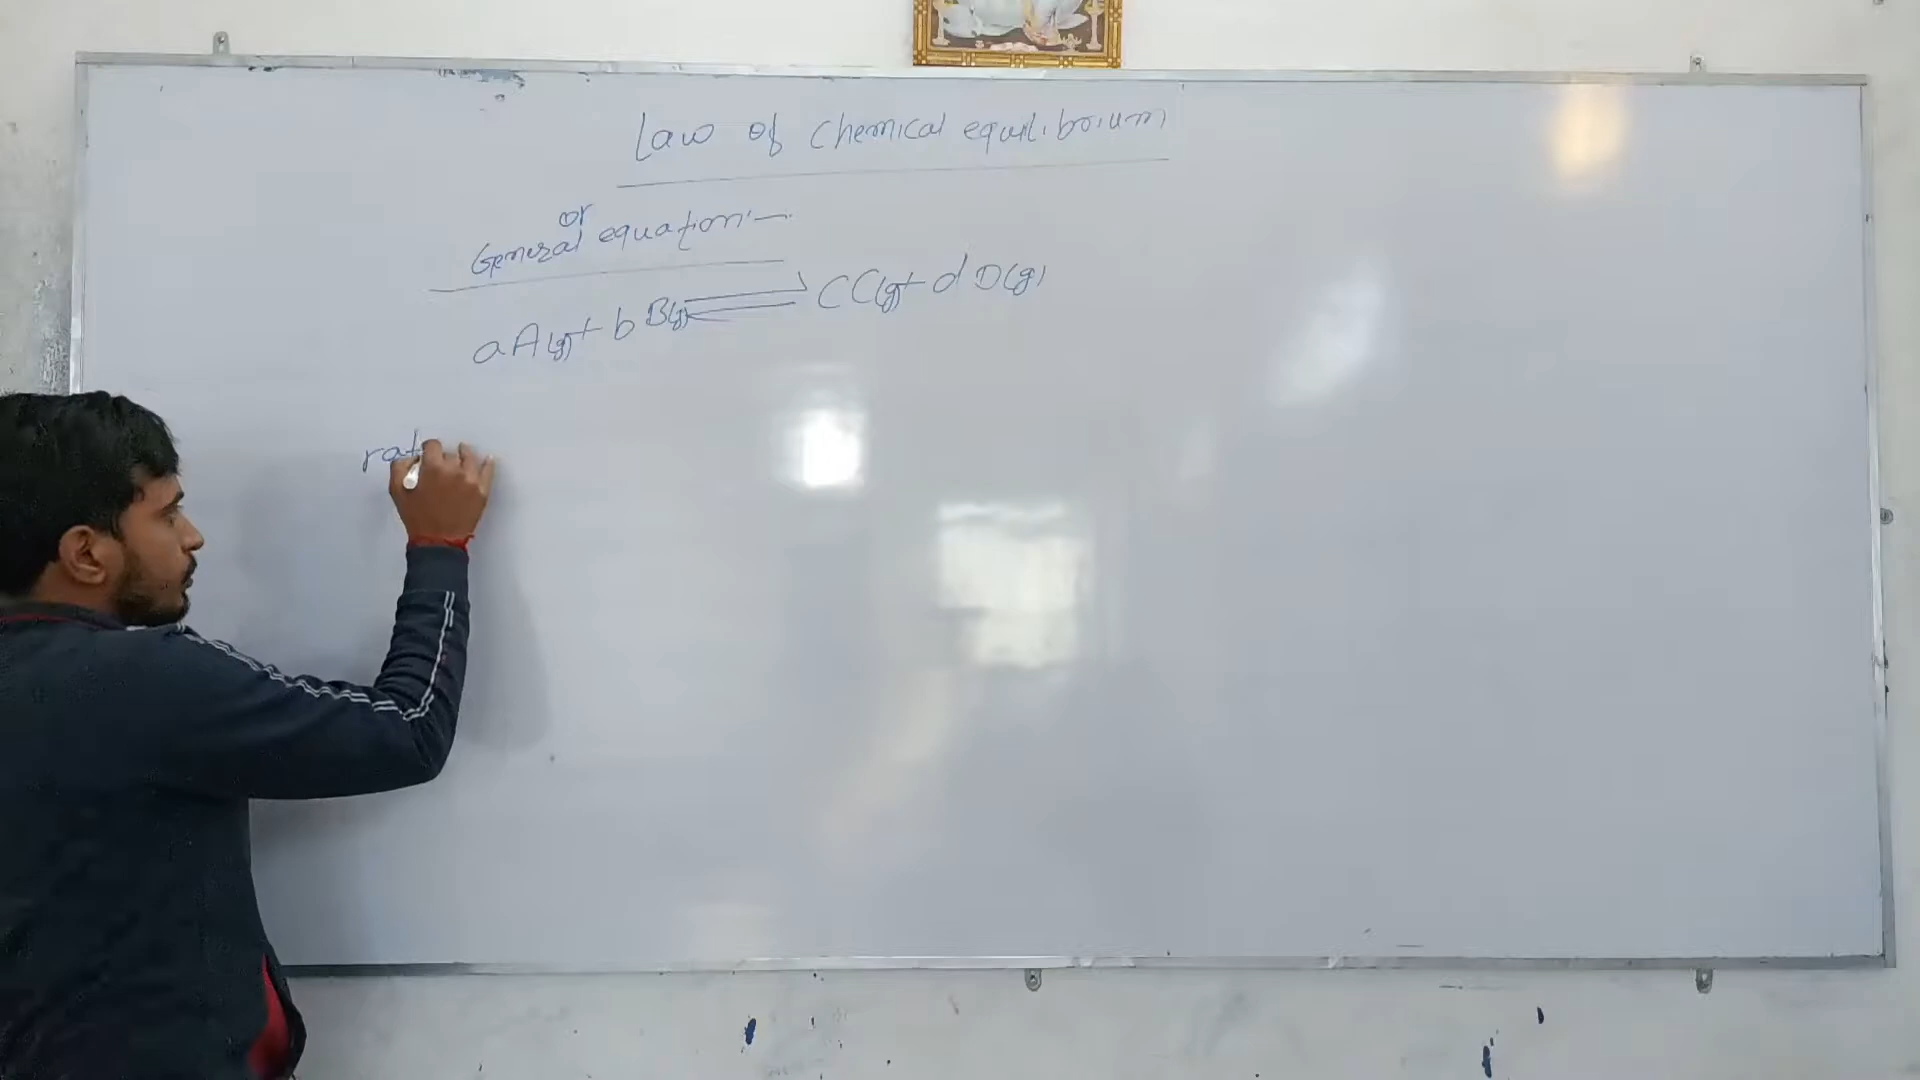 Law of Chemical equilibrium
or
General equation:—
aA(g) + bB(g) ⇌ CC(g) + dD(g)
rat